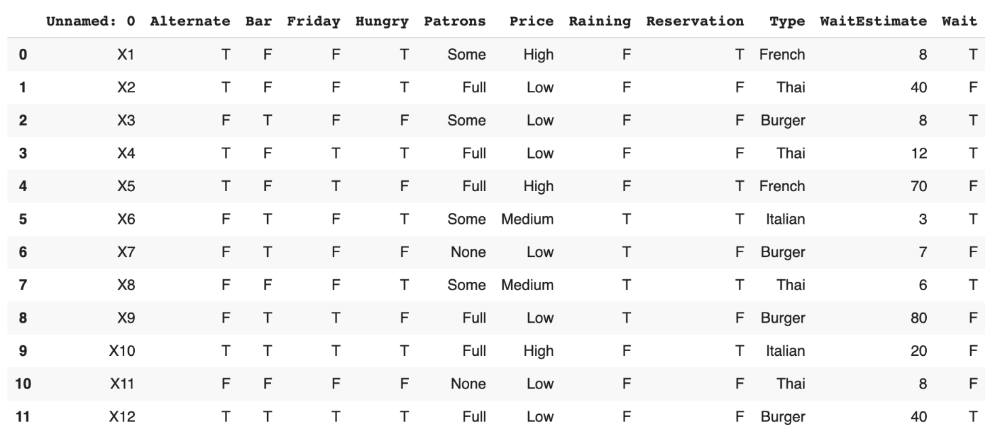 Unnamed: 0 Alternate Bar Friday Hungry Patrons Price Raining Reservation Type WaitEstimate Wait
0 X1 T F F T Some High F T French 8 T
1 X2 T F F T Full Low F F Thai 40 F
2 X3 F T F F Some Low F F Burger 8 T
3 X4 T F T T Full Low F F Thai 12 T
4 X5 T F T F Full High F T French 70 F
5 X6 F T F T Some Medium T T Italian 3 T
6 X7 F T F F None Low T F Burger 7 F
7 X8 F F F T Some Medium T T Thai 6 T
8 X9 F T T F Full Low T F Burger 80 F
9 X10 T T T T Full High F T Italian 20 F
10 X11 F F F F None Low F F Thai 8 F
11 X12 T T T T Full Low F F Burger 40 T